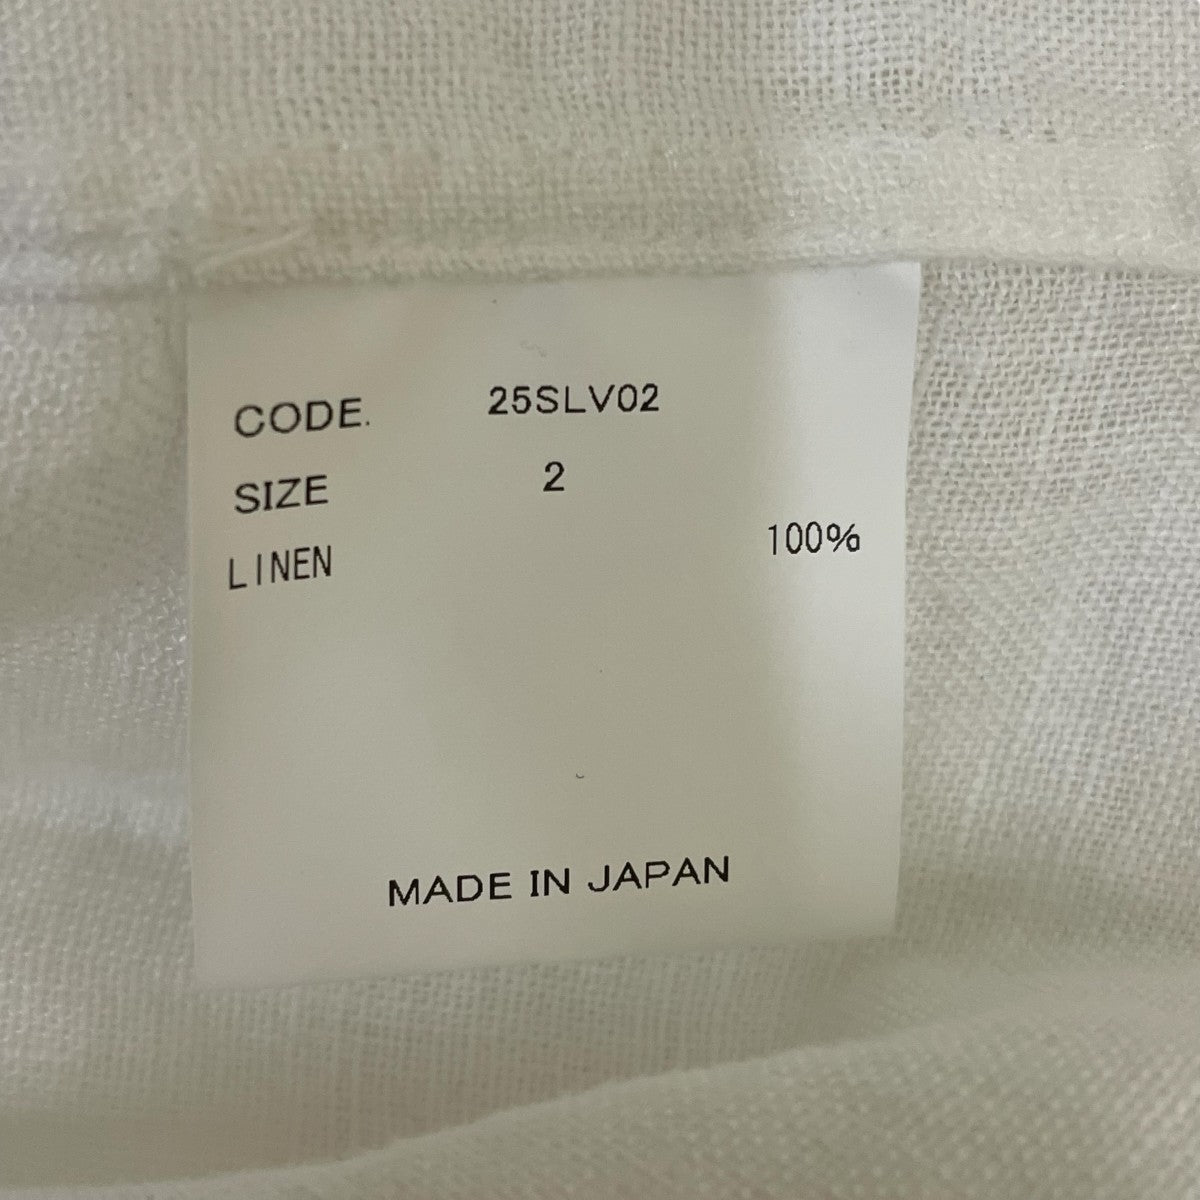 CODE. 25SLV02
SIZE 2
LINEN 100%
MADE IN JAPAN